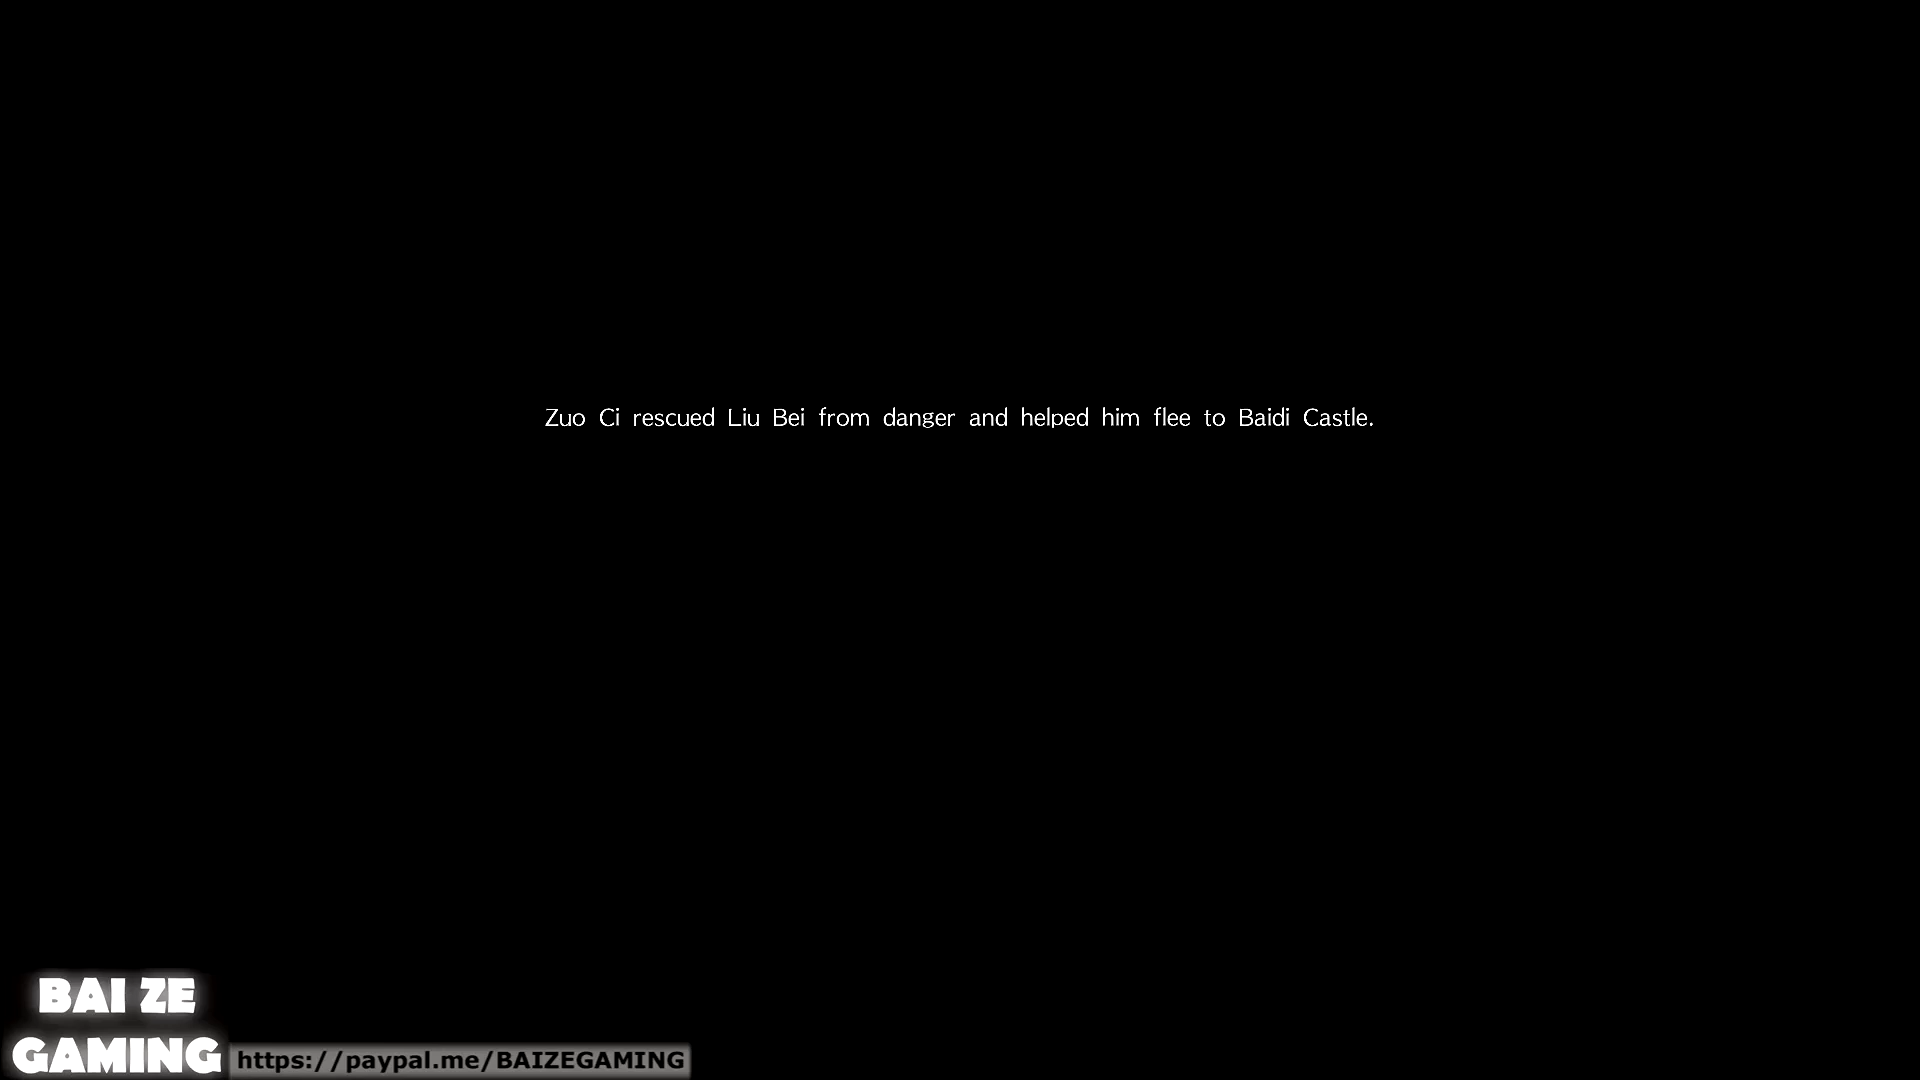 Zuo Ci rescued Liu Bei from danger and helped him flee to Baidi Castle.
BAI ZE
GAMING
https://paypal.me/BAIZEGAMING